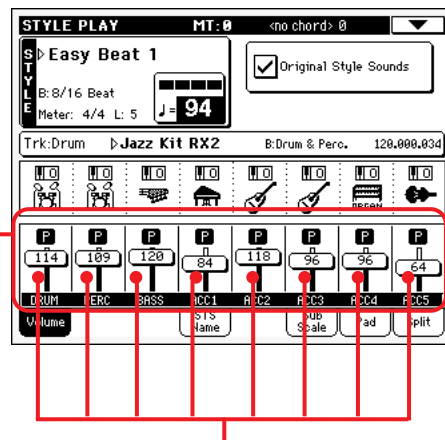 STYLE PLAY MT:0 <no chord> 0
STYLE
Easy Beat 1
Original Style Sounds
B:8/16 Beat
Meter: 4/4 L: 5
♩= 94
Trk:Drum Jazz Kit RX2 B:Drum & Perc. 120.000.034
ORGAN
P P P P P P P P
114 109 120 84 118 96 96 64
DRUM PERC BASS ACC1 ACC2 ACC3 ACC4 ACC5
Volume STS Name Sub Scale Pad Split